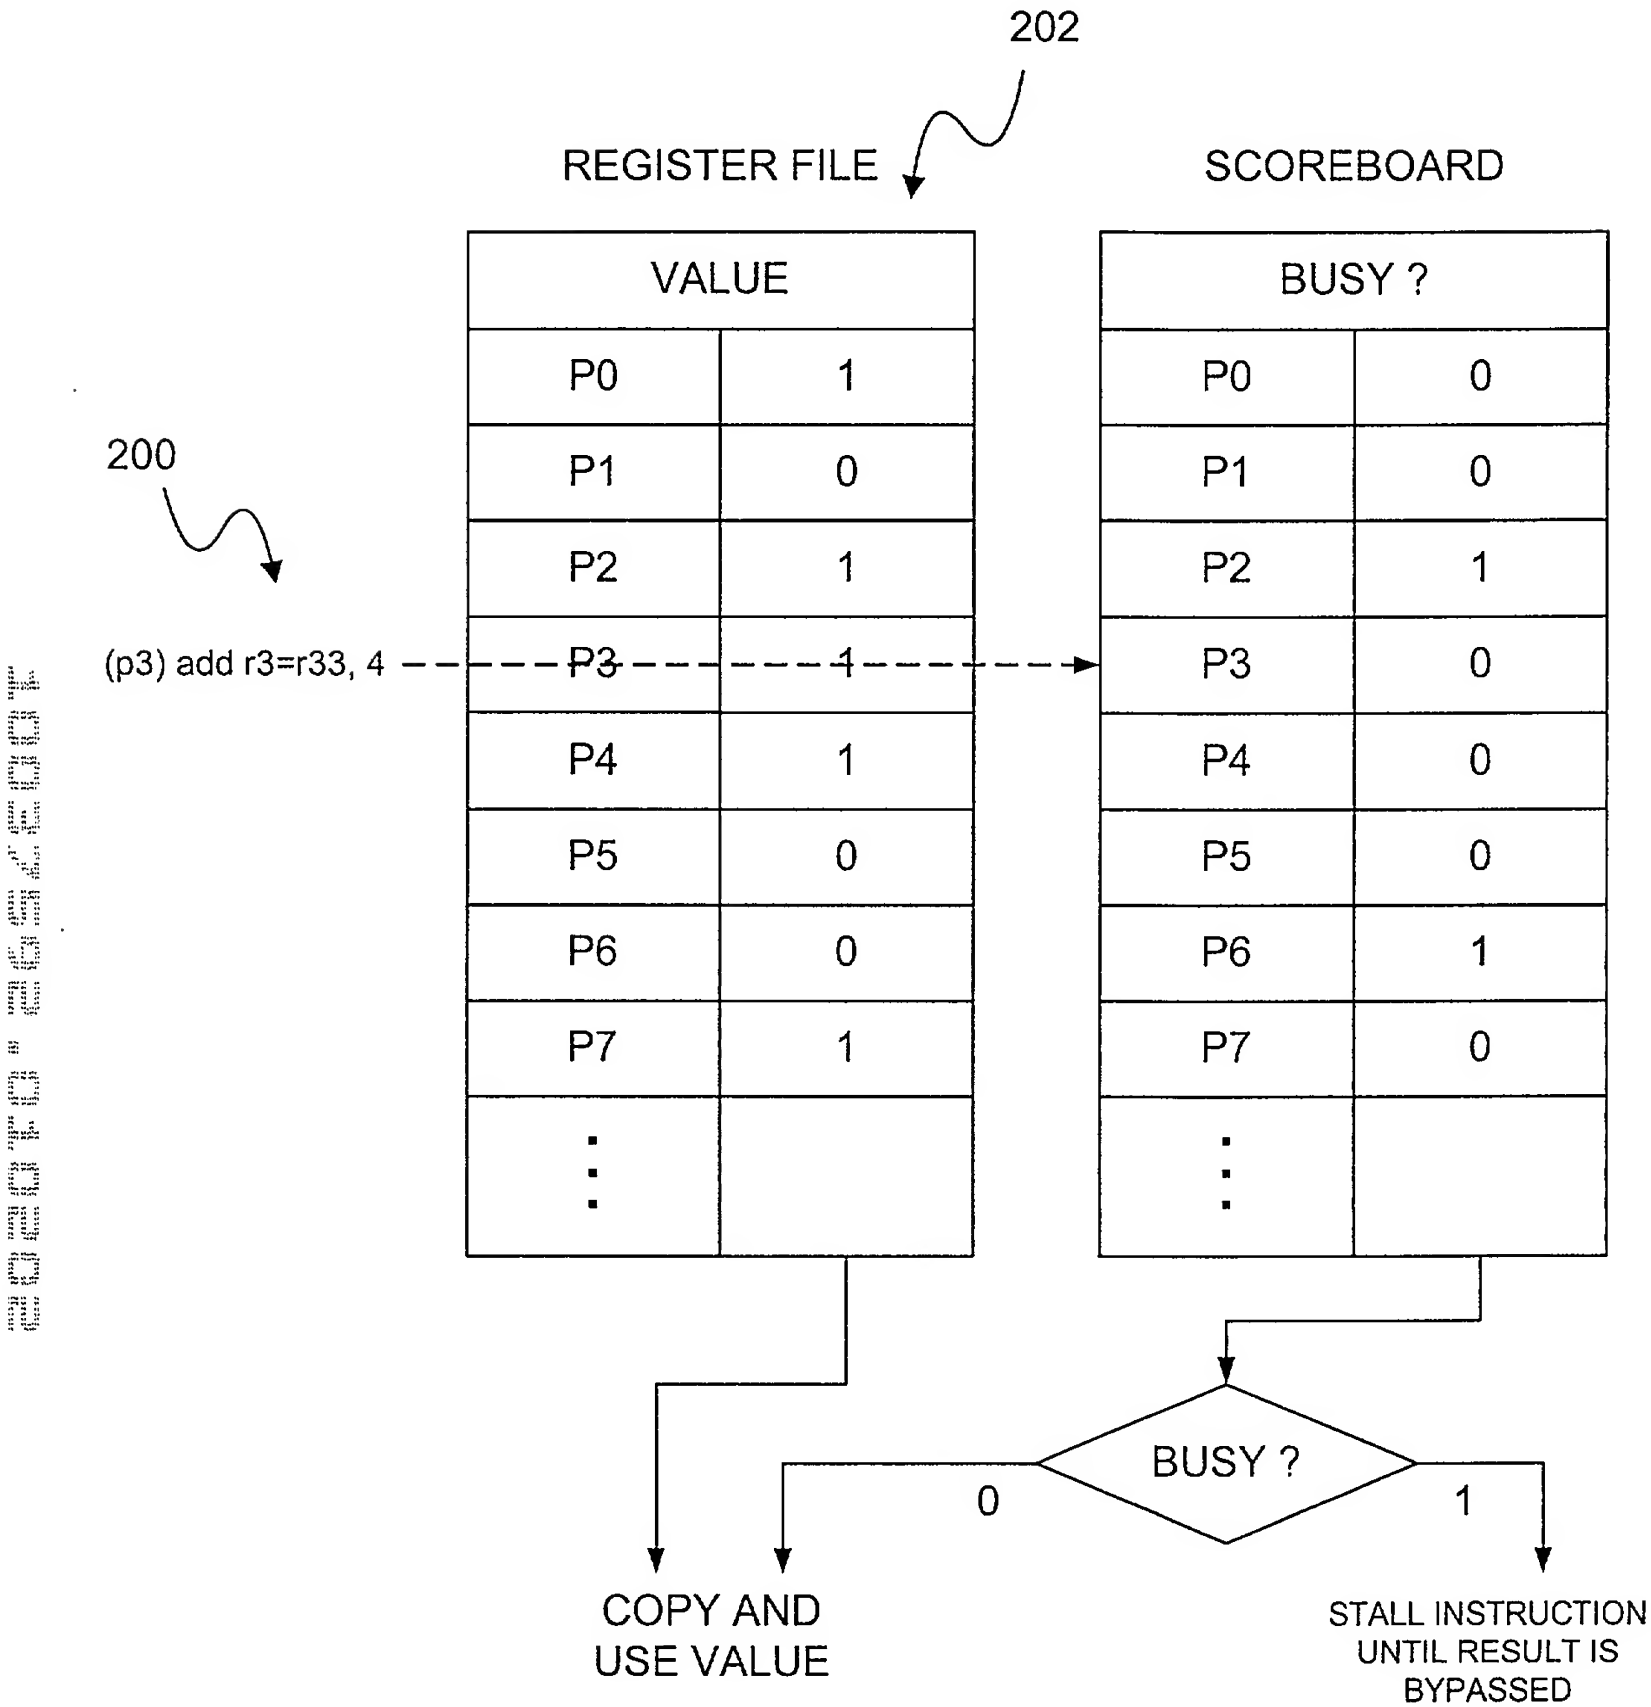 202
REGISTER FILE
SCOREBOARD
VALUE
BUSY ?
P0 1
P0 0
P1 0
P1 0
200
P2 1
P2 1
(p3) add r3=r33, 4
P3 1
P3 0
P4 1
P4 0
P5 0
P5 0
P6 0
P6 1
P7 1
P7 0
BUSY ?
0
1
COPY AND
USE VALUE
STALL INSTRUCTION
UNTIL RESULT IS
BYPASSED